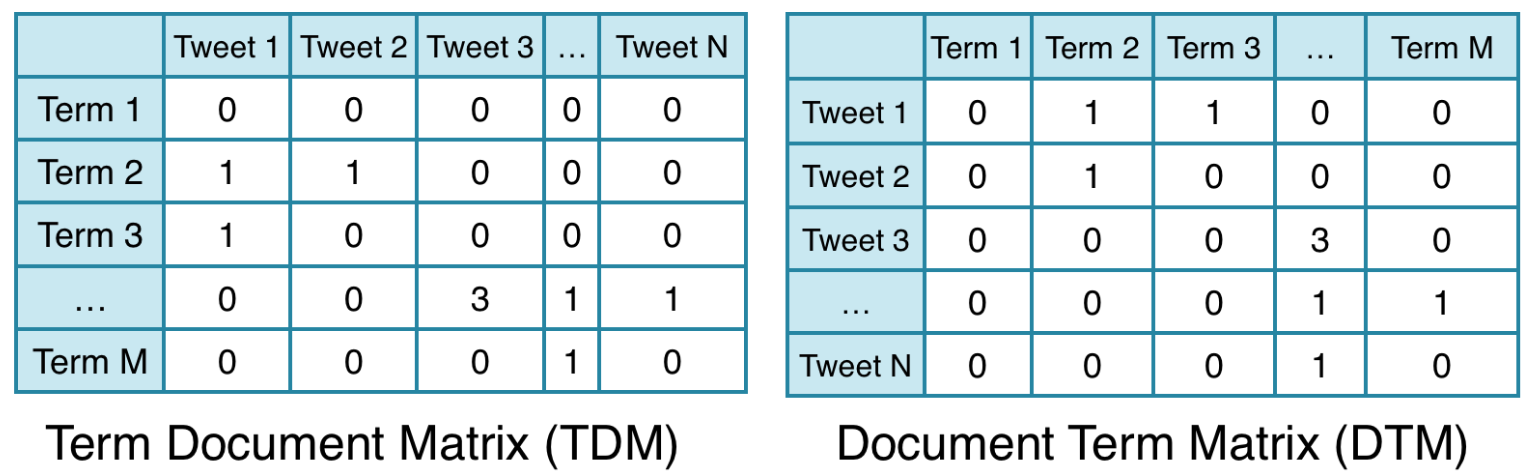 Tweet 1 Tweet 2 Tweet 3 … Tweet N
Term 1 0 0 0 0 0
Term 2 1 1 0 0 0
Term 3 1 0 0 0 0
… 0 0 3 1 1
Term M 0 0 0 1 0
Term Document Matrix (TDM)
Term 1 Term 2 Term 3 … Term M
Tweet 1 0 1 1 0 0
Tweet 2 0 1 0 0 0
Tweet 3 0 0 0 3 0
… 0 0 0 1 1
Tweet N 0 0 0 1 0
Document Term Matrix (DTM)